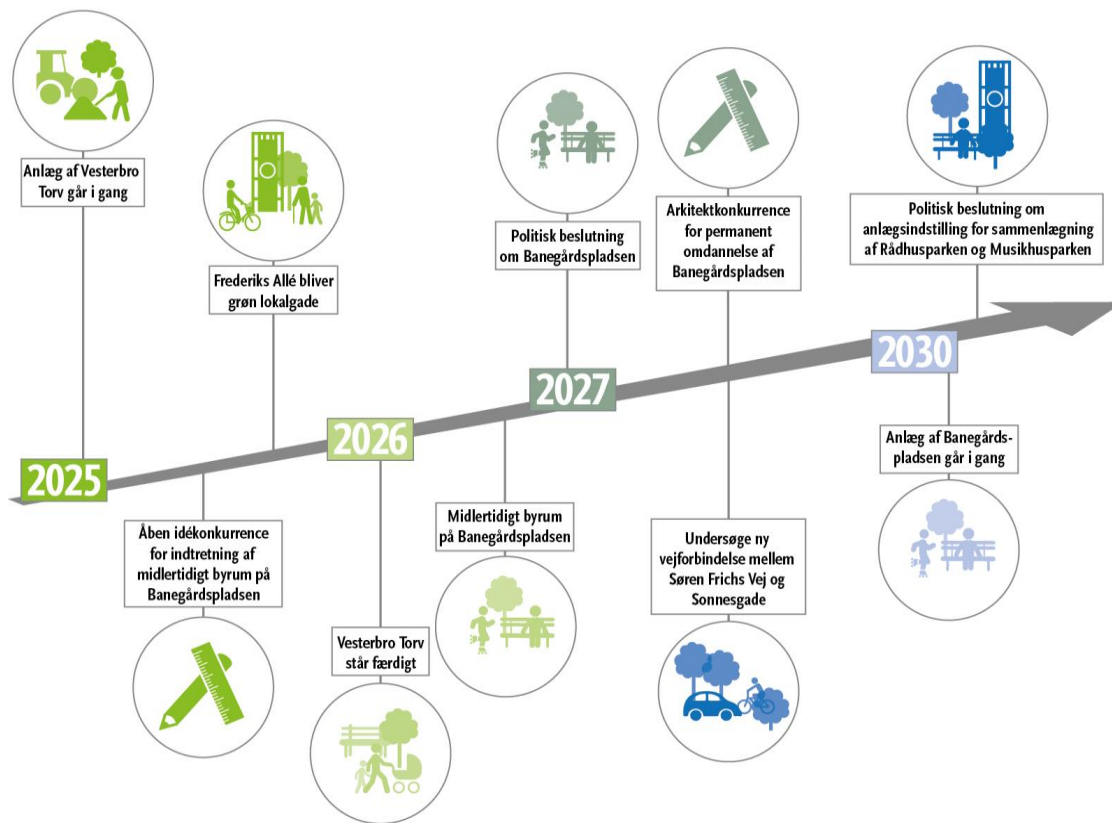 Anlæg af Vesterbro
Torv går i gang
Frederiks Allé bliver
grøn lokalgade
Politisk beslutning
om Banegårdspladsen
Arkitektkonkurrence
for permanent
omdannelse af
Banegårdspladsen
Politisk beslutning om
anlægsindstilling for sammenlægning
af Rådhusparken og Musikhusparken
2025
2026
2027
2030
Åben idékonkurrence
for indtretning af
midlertidigt byrum på
Banegårdspladsen
Vesterbro Torv
står færdigt
Midlertidigt byrum
på Banegårdspladsen
Undersøge ny
vejforbindelse mellem
Søren Frichs Vej og
Sonnesgade
Anlæg af Banegårds-
pladsen går i gang